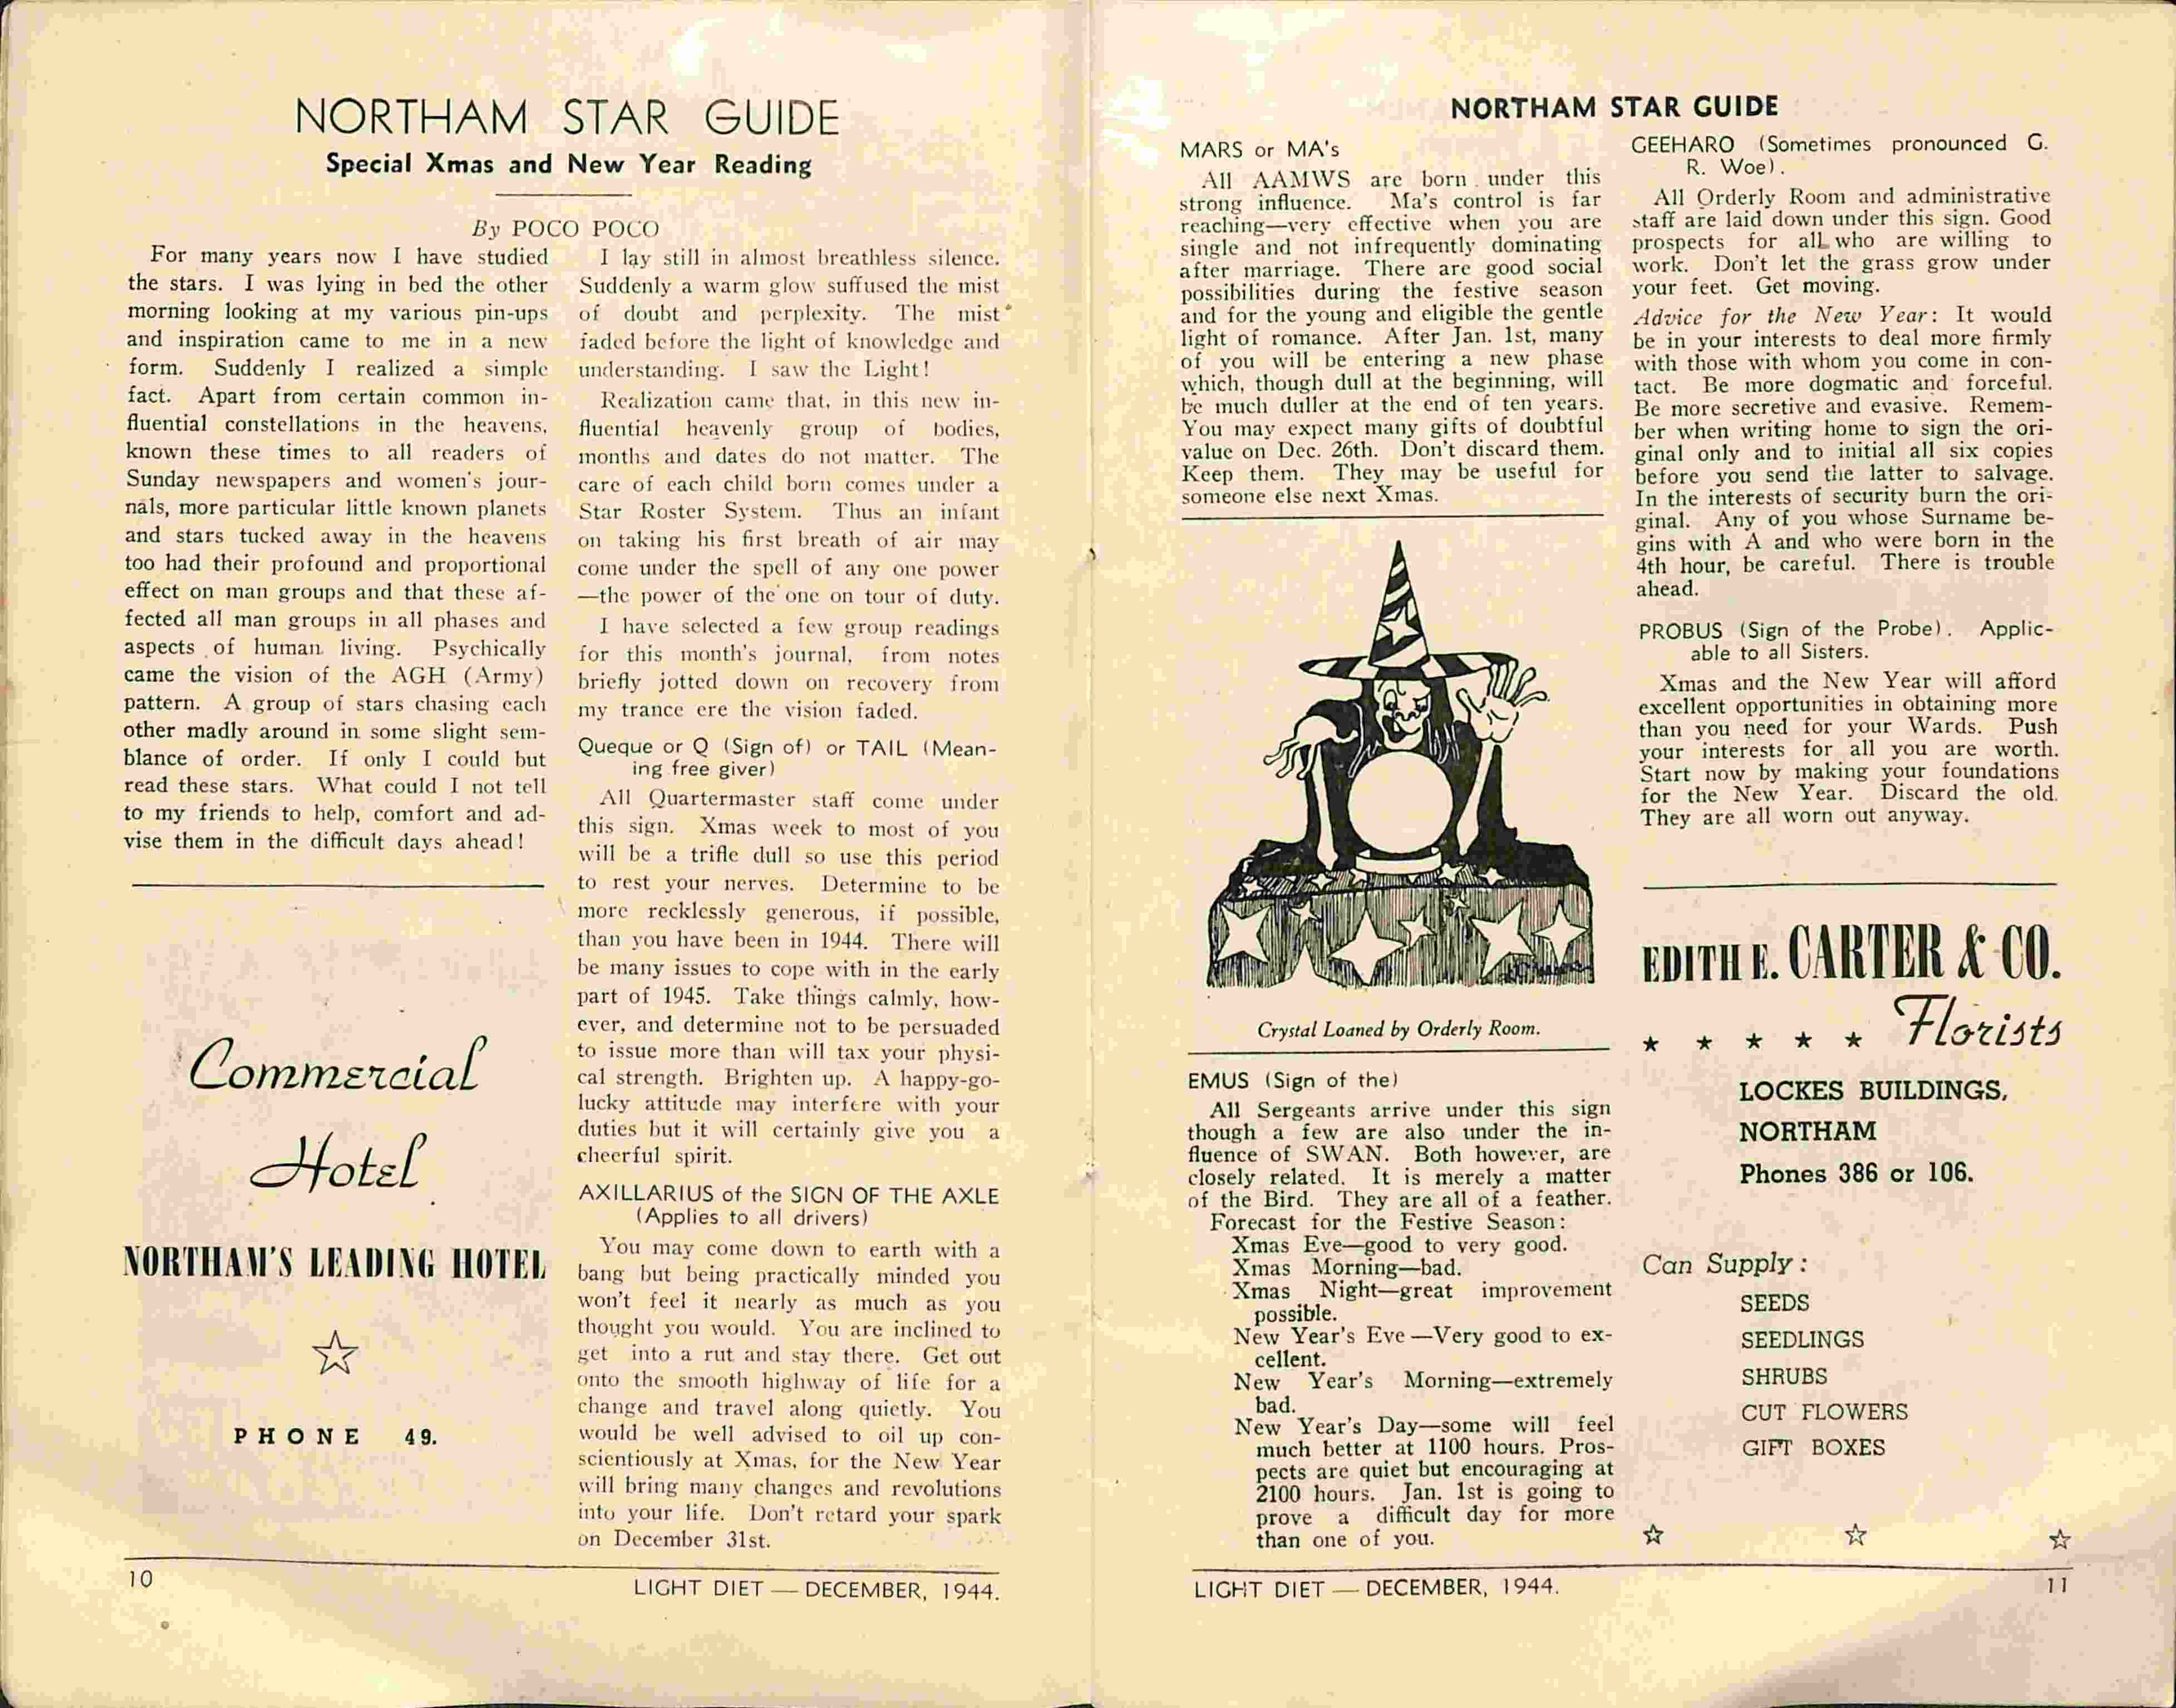 NORTHAM STAR GUIDE
Special Xmas and New Year Reading
By POCO POCO
For many years now I have studied
the stars. I was lying in bed the other
morning looking at my various pin-ups
and inspiration came to me in a new
form. Suddenly I realized a simple
fact. Apart from certain common in-
fluential constellations in the heavens,
known these times to all readers of
Sunday newspapers and women's jour-
nals, more particular little known planets
and stars tucked away in the heavens
too had their profound and proportional
effect on man groups and that these af-
fected all man groups in all phases and
aspects of human living. Psychically
came the vision of the AGH (Army)
pattern. A group of stars chasing each
other madly around in some slight sem-
blance of order. If only I could but
read these stars. What could I not tell
to my friends to help, comfort and ad-
vise them in the difficult days ahead!
Commercial
Hotel
NORTHAM'S LEADING HOTEL
PHONE 49.
I lay still in almost breathless silence.
Suddenly a warm glow suffused the mist
of doubt and perplexity. The mist
faded before the light of knowledge and
understanding. I saw the Light!
Realization came that, in this new in-
fluential heavenly group of bodies,
months and dates do not matter. The
care of each child born comes under a
Star Roster System. Thus an infant
on taking his first breath of air may
come under the spell of any one power
—the power of the one on tour of duty.
I have selected a few group readings
for this month's journal, from notes
briefly jotted down on recovery from
my trance ere the vision faded.
Queque or Q (Sign of) or TAIL (Mean-
ing free giver)
All Quartermaster staff come under
this sign. Xmas week to most of you
will be a trifle dull so use this period
to rest your nerves. Determine to be
more recklessly generous, if possible,
than you have been in 1944. There will
be many issues to cope with in the early
part of 1945. Take things calmly, how-
ever, and determine not to be persuaded
to issue more than will tax your physi-
cal strength. Brighten up. A happy-go-
lucky attitude may interfere with your
duties but it will certainly give you a
cheerful spirit.
AXILLARIUS of the SIGN OF THE AXLE
(Applies to all drivers)
You may come down to earth with a
bang but being practically minded you
won't feel it nearly as much as you
thought you would. You are inclined to
get into a rut and stay there. Get out
onto the smooth highway of life for a
change and travel along quietly. You
would be well advised to oil up con-
scientiously at Xmas, for the New Year
will bring many changes and revolutions
into your life. Don't retard your spark
on December 31st.
10
LIGHT DIET — DECEMBER, 1944.
NORTHAM STAR GUIDE
MARS or MA's
All AAMWS are born under this
strong influence. Ma's control is far
reaching—very effective when you are
single and not infrequently dominating
after marriage. There are good social
possibilities during the festive season
and for the young and eligible the gentle
light of romance. After Jan. 1st, many
of you will be entering a new phase
which, though dull at the beginning, will
be much duller at the end of ten years.
You may expect many gifts of doubtful
value on Dec. 26th. Don't discard them.
Keep them. They may be useful for
someone else next Xmas.
Crystal Loaned by Orderly Room.
EMUS (Sign of the)
All Sergeants arrive under this sign
though a few are also under the in-
fluence of SWAN. Both however, are
closely related. It is merely a matter
of the Bird. They are all of a feather.
Forecast for the Festive Season:
Xmas Eve—good to very good.
Xmas Morning—bad.
Xmas Night—great improvement
possible.
New Year's Eve—Very good to ex-
cellent.
New Year's Morning—extremely
bad.
New Year's Day—some will feel
much better at 1100 hours. Pros-
pects are quiet but encouraging at
2100 hours. Jan. 1st is going to
prove a difficult day for more
than one of you.
GEEHARO (Sometimes pronounced G.
R. Woe).
All Orderly Room and administrative
staff are laid down under this sign. Good
prospects for all who are willing to
work. Don't let the grass grow under
your feet. Get moving.
Advice for the New Year: It would
be in your interests to deal more firmly
with those with whom you come in con-
tact. Be more dogmatic and forceful.
Be more secretive and evasive. Remem-
ber when writing home to sign the ori-
ginal only and to initial all six copies
before you send the latter to salvage.
In the interests of security burn the ori-
ginal. Any of you whose Surname be-
gins with A and who were born in the
4th hour, be careful. There is trouble
ahead.
PROBUS (Sign of the Probe). Applic-
able to all Sisters.
Xmas and the New Year will afford
excellent opportunities in obtaining more
than you need for your Wards. Push
your interests for all you are worth.
Start now by making your foundations
for the New Year. Discard the old.
They are all worn out anyway.
EDITH E. CARTER & CO.
Florists
LOCKES BUILDINGS,
NORTHAM
Phones 386 or 106.
Can Supply:
SEEDS
SEEDLINGS
SHRUBS
CUT FLOWERS
GIFT BOXES
LIGHT DIET — DECEMBER, 1944.
11